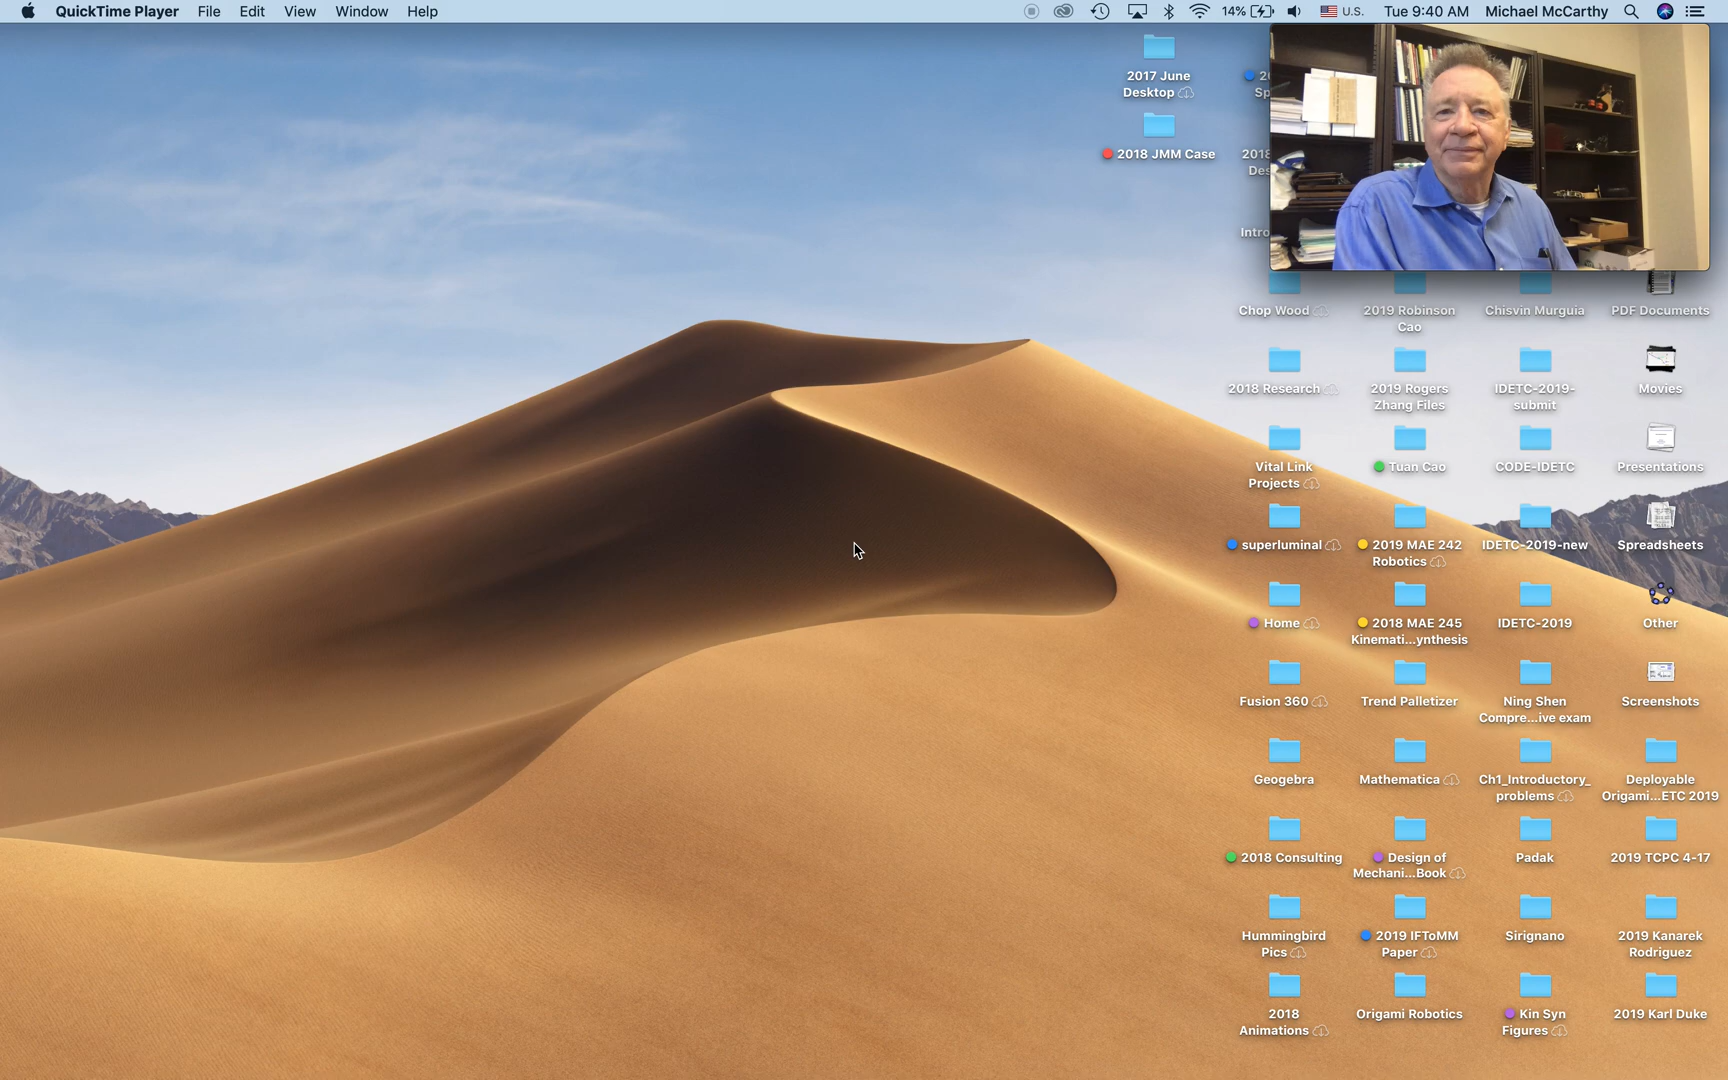 QuickTime Player File Edit View Window Help 14% U.S. Tue 9:40 AM Michael McCarthy
2017 June
Desktop
2018 JMM Case
20
Sp
2018
Des
Intro
Chop Wood
2019 Robinson
Cao
Chisvin Murguia
PDF Documents
2018 Research
2019 Rogers
Zhang Files
IDETC-2019-
submit
Movies
Vital Link
Projects
Tuan Cao
CODE-IDETC
Presentations
superluminal
2019 MAE 242
Robotics
IDETC-2019-new
Spreadsheets
Home
2018 MAE 245
Kinemati...ynthesis
IDETC-2019
Other
Fusion 360
Trend Palletizer
Ning Shen
Compre...ive exam
Screenshots
Geogebra
Mathematica
Ch1_Introductory_
problems
Deployable
Origami...ETC 2019
2018 Consulting
Design of
Mechani...Book
Padak
2019 TCPC 4-17
Hummingbird
Pics
2019 IFToMM
Paper
Sirignano
2019 Kanarek
Rodriguez
2018
Animations
Origami Robotics
Kin Syn
Figures
2019 Karl Duke